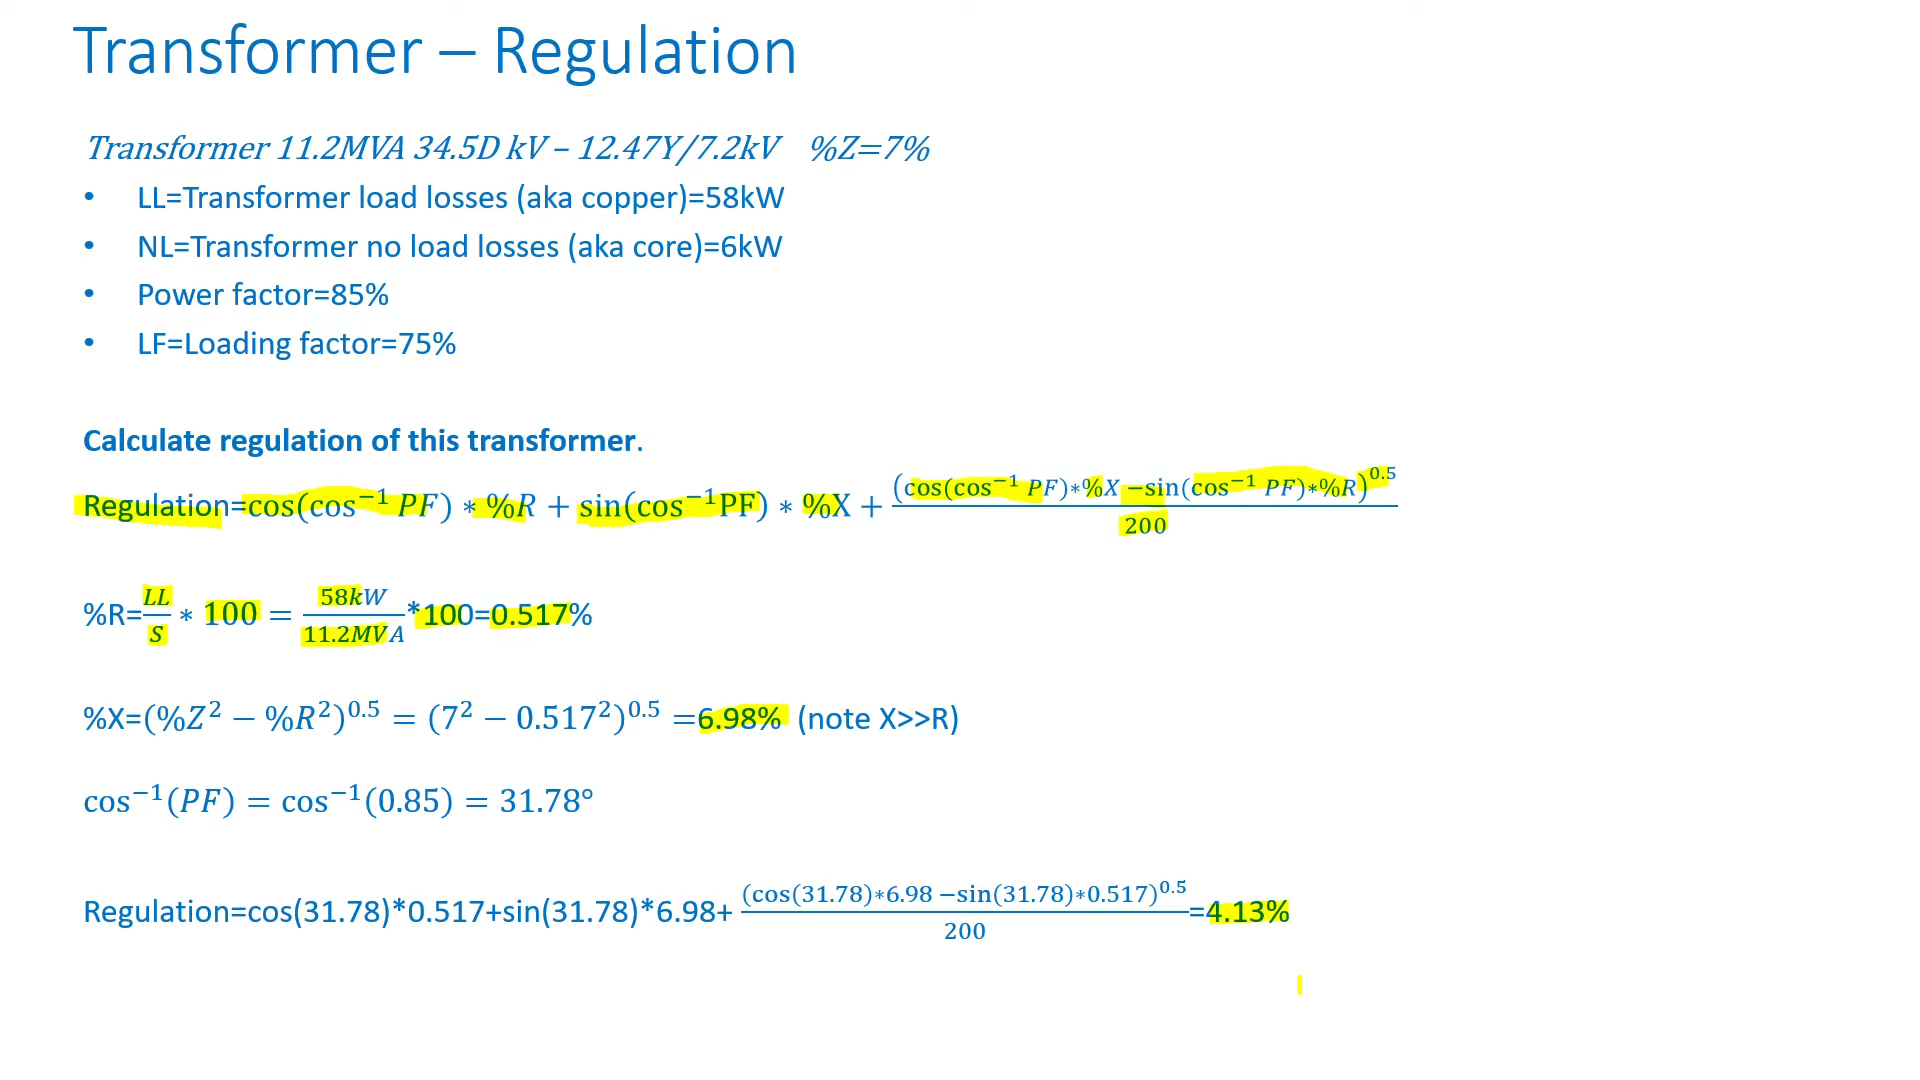 Transformer – Regulation
Transformer 11.2MVA 34.5D kV – 12.47Y/7.2kV %Z=7%
• LL=Transformer load losses (aka copper)=58kW
• NL=Transformer no load losses (aka core)=6kW
• Power factor=85%
• LF=Loading factor=75%
Calculate regulation of this transformer.
Regulation=cos(cos⁻¹ PF) ∗ %R + sin(cos⁻¹PF) ∗ %X + (cos(cos⁻¹ PF)∗%X −sin(cos⁻¹ PF)∗%R)^0.5 / 200
%R=LL/S ∗ 100 = 58kW/11.2MVA*100=0.517%
%X=(%Z² − %R²)^0.5 = (7² − 0.517²)^0.5 =6.98% (note X>>R)
cos⁻¹(PF) = cos⁻¹(0.85) = 31.78°
Regulation=cos(31.78)*0.517+sin(31.78)*6.98+ (cos(31.78)∗6.98 −sin(31.78)∗0.517)^0.5 / 200=4.13%